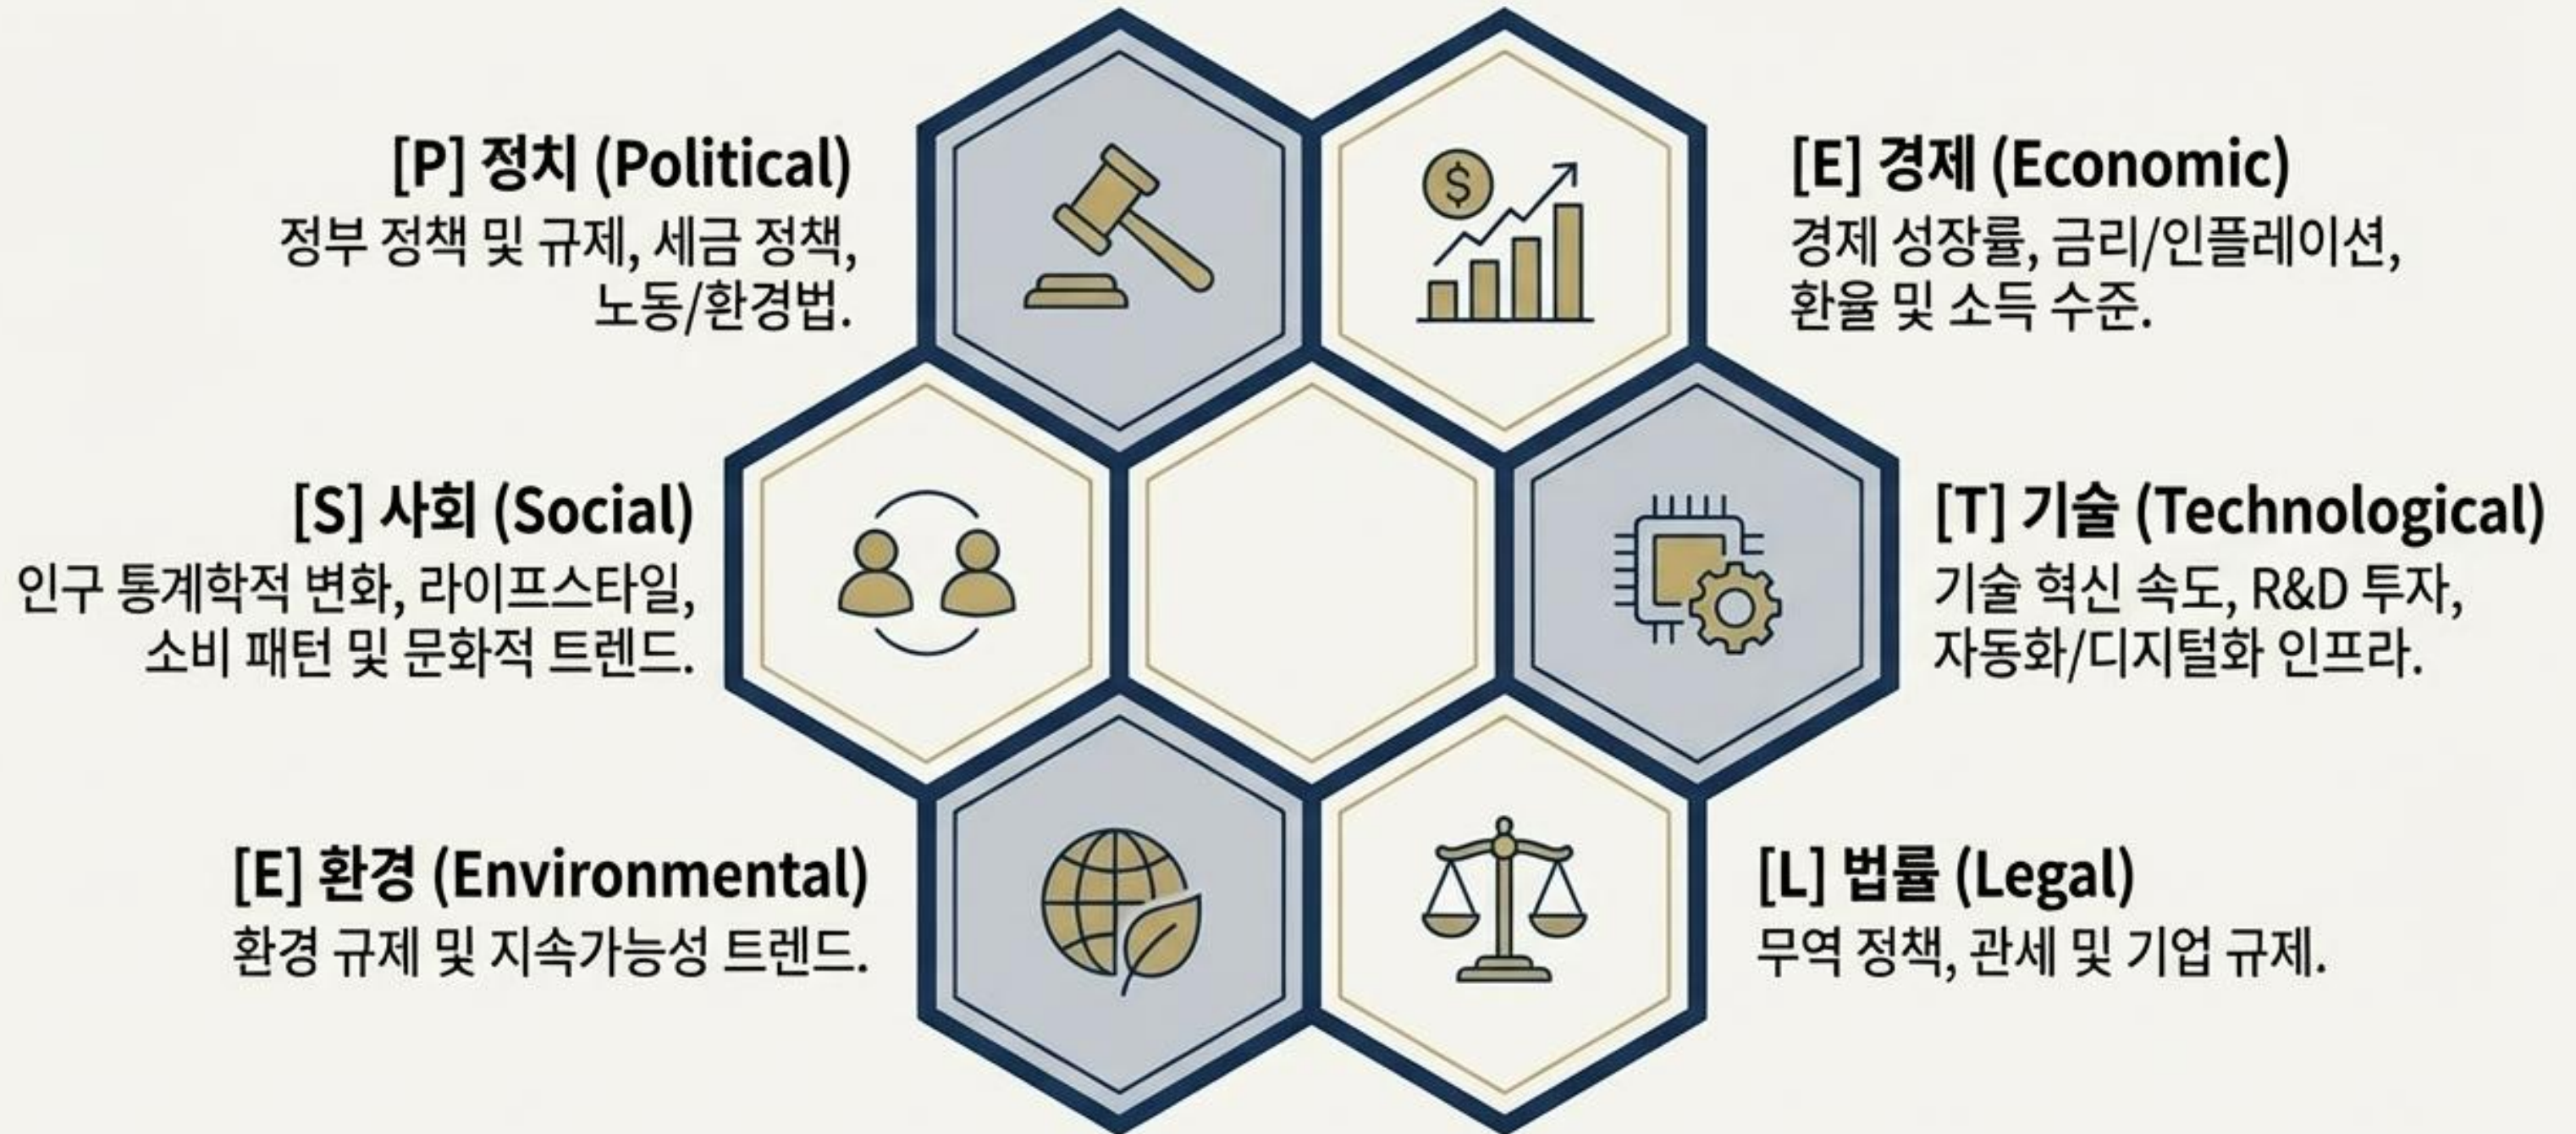 [P] 정치 (Political)
정부 정책 및 규제, 세금 정책,
노동/환경법.
$
[E] 경제 (Economic)
경제 성장률, 금리/인플레이션,
환율 및 소득 수준.
[S] 사회 (Social)
인구 통계학적 변화, 라이프스타일,
소비 패턴 및 문화적 트렌드.
[T] 기술 (Technological)
기술 혁신 속도, R&D 투자,
자동화/디지털화 인프라.
[E] 환경 (Environmental)
환경 규제 및 지속가능성 트렌드.
[L] 법률 (Legal)
무역 정책, 관세 및 기업 규제.